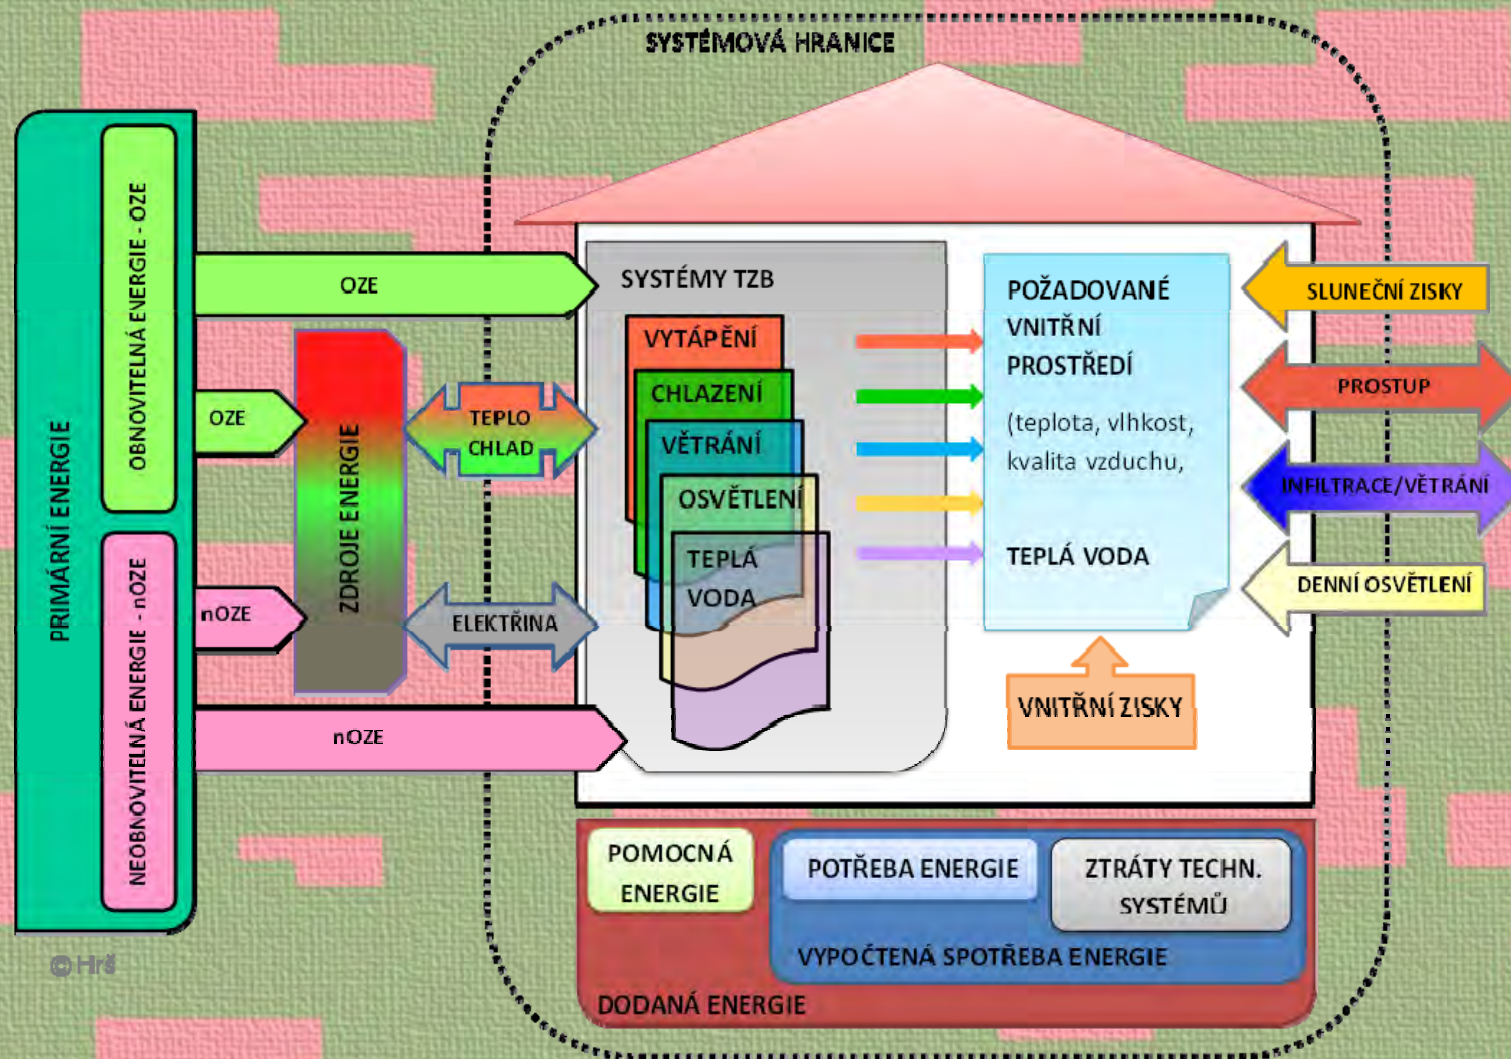 SYSTÉMOVÁ HRANICE
PRIMÁRNÍ ENERGIE
OBNOVITELNÁ ENERGIE - OZE
NEOBNOVITELNÁ ENERGIE - nOZE
OZE
OZE
nOZE
nOZE
ZDROJE ENERGIE
TEPLO
CHLAD
ELEKTŘINA
SYSTÉMY TZB
VYTÁPĚNÍ
CHLAZENÍ
VĚTRÁNÍ
OSVĚTLENÍ
TEPLÁ
VODA
POŽADOVANÉ
VNITŘNÍ
PROSTŘEDÍ
(teplota, vlhkost,
kvalita vzduchu,
TEPLÁ VODA
VNITŘNÍ ZISKY
SLUNEČNÍ ZISKY
PROSTUP
INFILTRACE/VĚTRÁNÍ
DENNÍ OSVĚTLENÍ
POMOCNÁ
ENERGIE
POTŘEBA ENERGIE
ZTRÁTY TECHN.
SYSTÉMŮ
VYPOČTENÁ SPOTŘEBA ENERGIE
DODANÁ ENERGIE
© Hrš